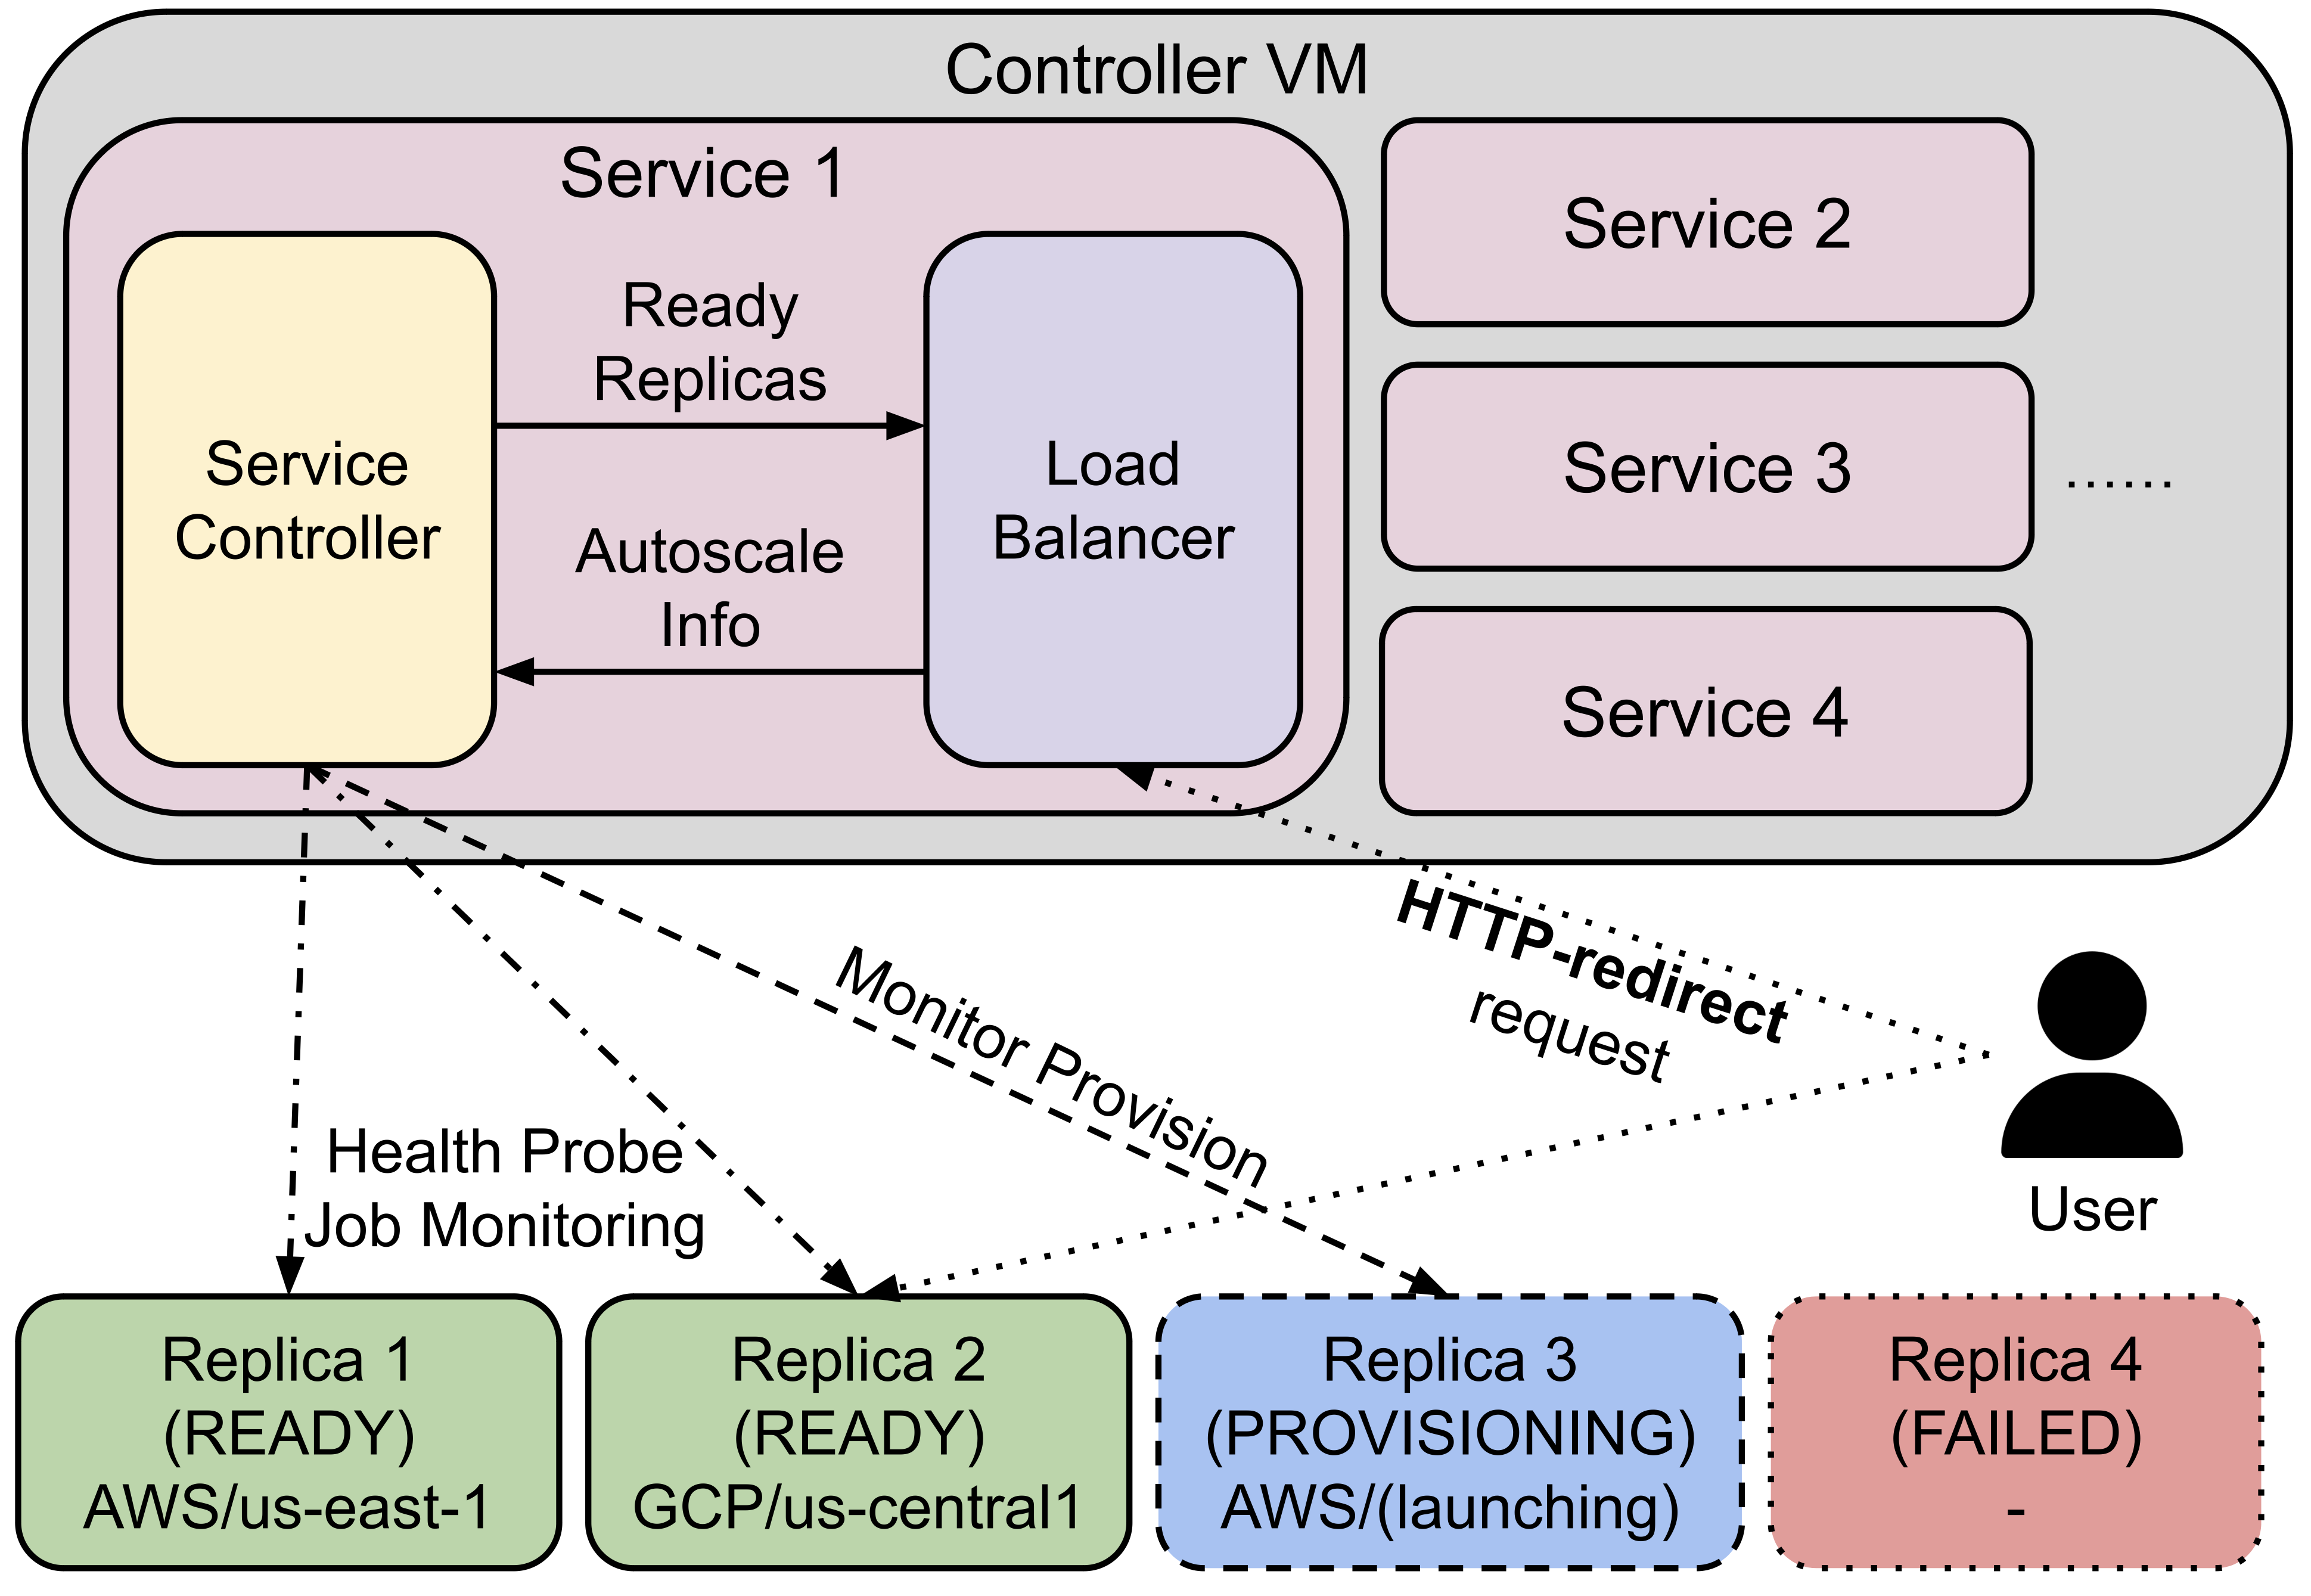 Controller VM
Service 1
Service
Controller
Ready
Replicas
Autoscale
Info
Load
Balancer
Service 2
Service 3
......
Service 4
HTTP-redirect
request
Monitor Provision
Health Probe
Job Monitoring
User
Replica 1
(READY)
AWS/us-east-1
Replica 2
(READY)
GCP/us-central1
Replica 3
(PROVISIONING)
AWS/(launching)
Replica 4
(FAILED)
-